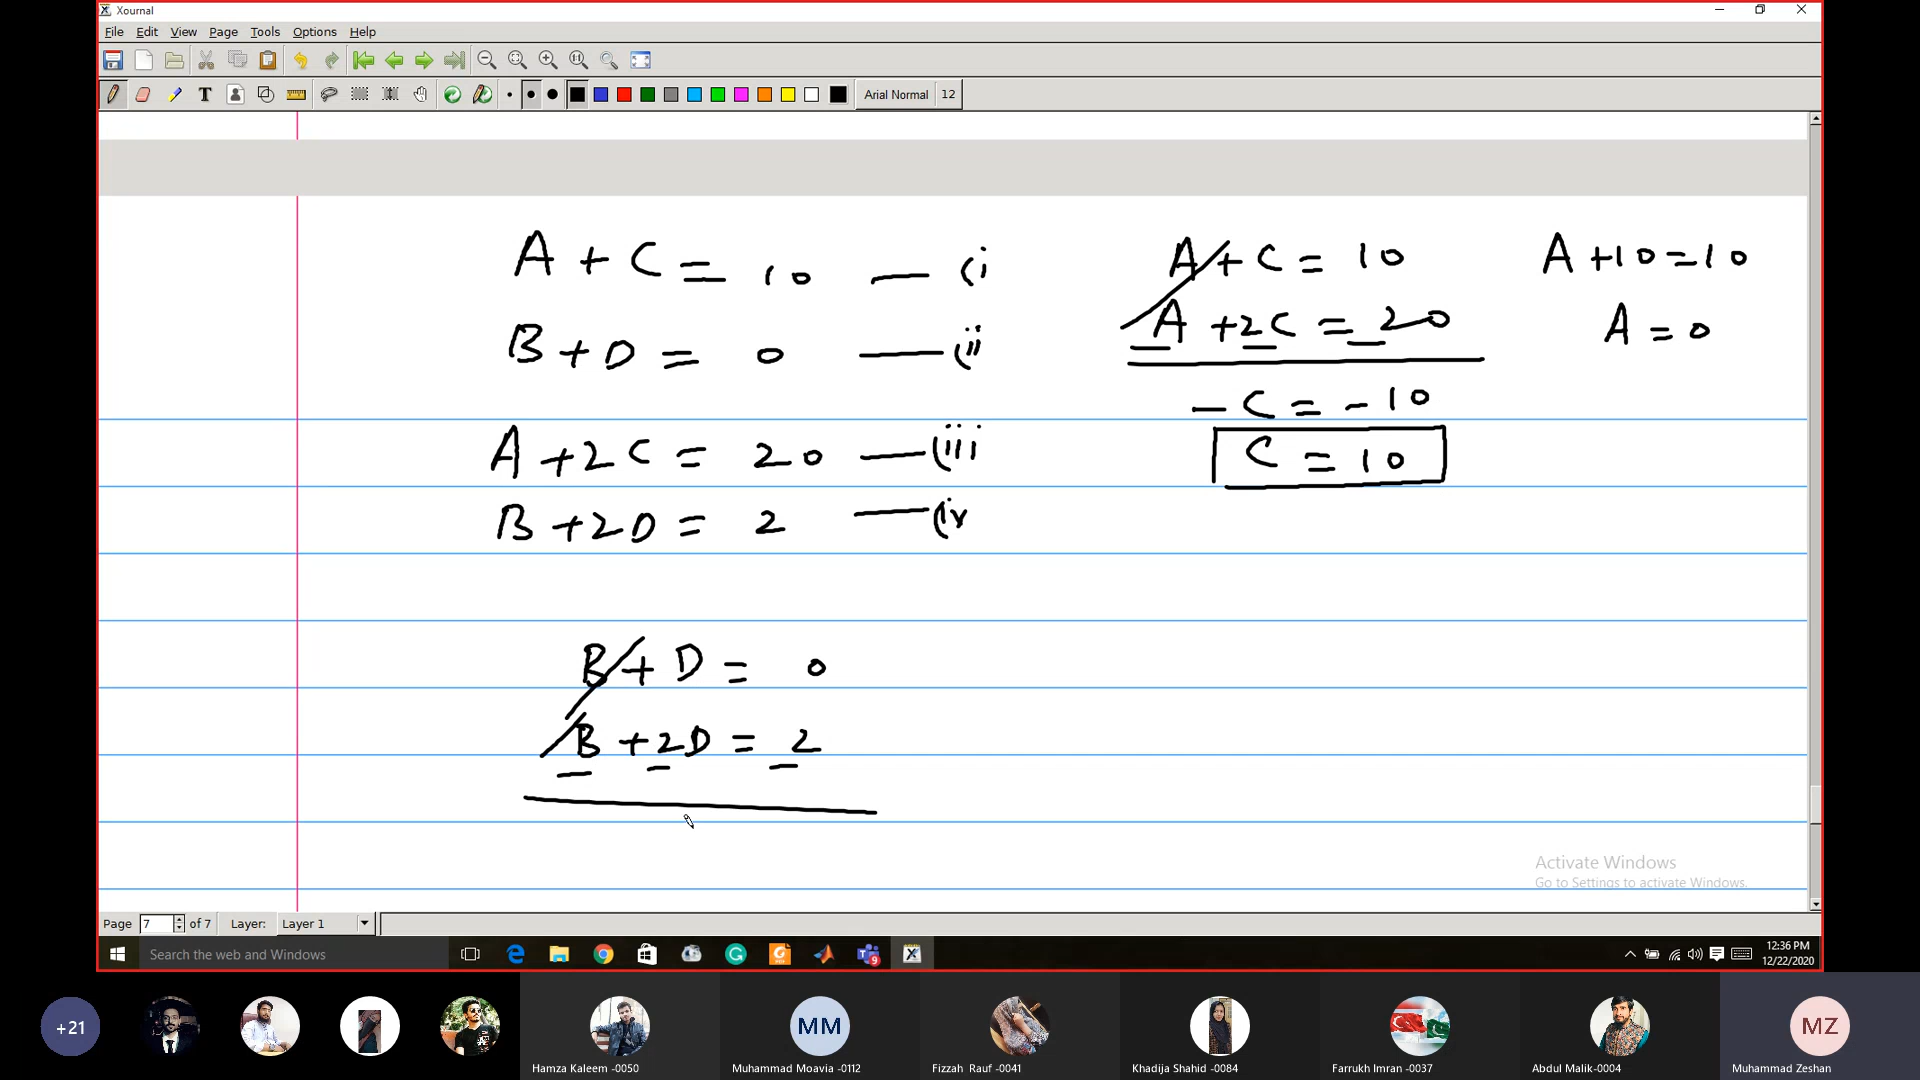 Xournal
File Edit View Page Tools Options Help
Arial Normal 12
A + C = 10 — (i
B + D = 0 — (ii
A + 2C = 20 — (iii
B + 2D = 2 — (iv
A + C = 10
A + 2C = 20
- C = - 10
C = 10
A + 10 = 10
A = 0
B + D = 0
B + 2D = 2
Activate Windows
Go to Settings to activate Windows.
Page 7 of 7 Layer: Layer 1
Search the web and Windows
9
12:36 PM
12/22/2020
+21
MM
MZ
Hamza Kaleem -0050
Muhammad Moavia -0112
Fizzah Rauf -0041
Khadija Shahid -0084
Farrukh Imran -0037
Abdul Malik-0004
Muhammad Zeshan